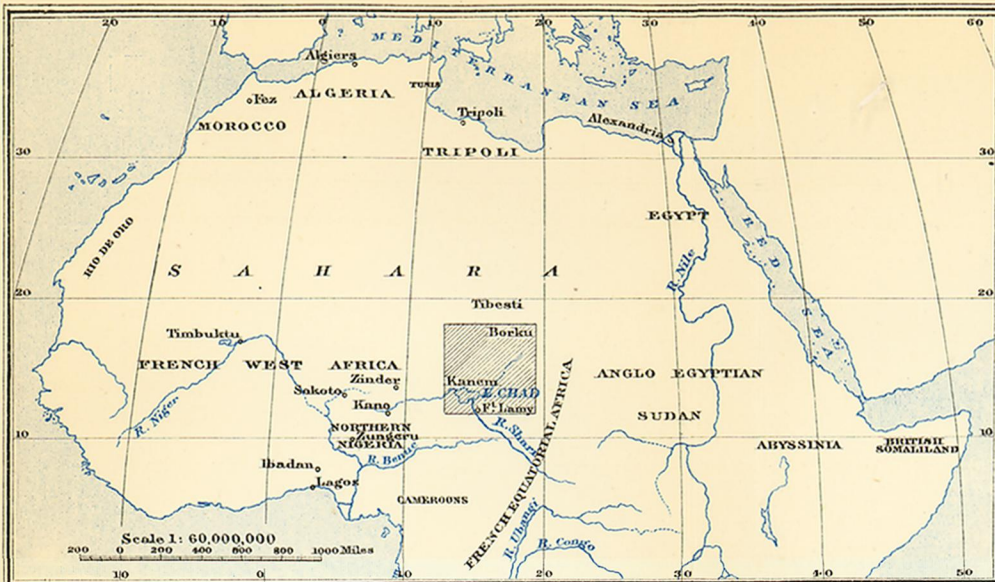 20 10 0 10 20 30 40 50 60
MEDITERRANEAN SEA
Algiers
TUNIS
ALGERIA
Fez
Tripoli
MOROCCO
Alexandria
TRIPOLI
30 30
EGYPT
RED SEA
RIO DE ORO
R. Nile
SAHARA
20 20
Tibesti
Timbuktu
Borku
FRENCH WEST AFRICA
Zinder
Kanem
L. CHAD
ANGLO EGYPTIAN
Sokoto
Kano
Ft. Lamy
SUDAN
R. Niger
NORTHERN
Zungeru
NIGERIA
R. Shari
10 10
ABYSSINIA
BRITISH
SOMALILAND
R. Benue
Ibadan
Lagos
CAMEROONS
FRENCH EQUATORIAL AFRICA
R. Ubangi
R. Congo
Scale 1: 60,000,000
200 0 200 400 600 800 1000 Miles
10 0 10 20 30 40 50